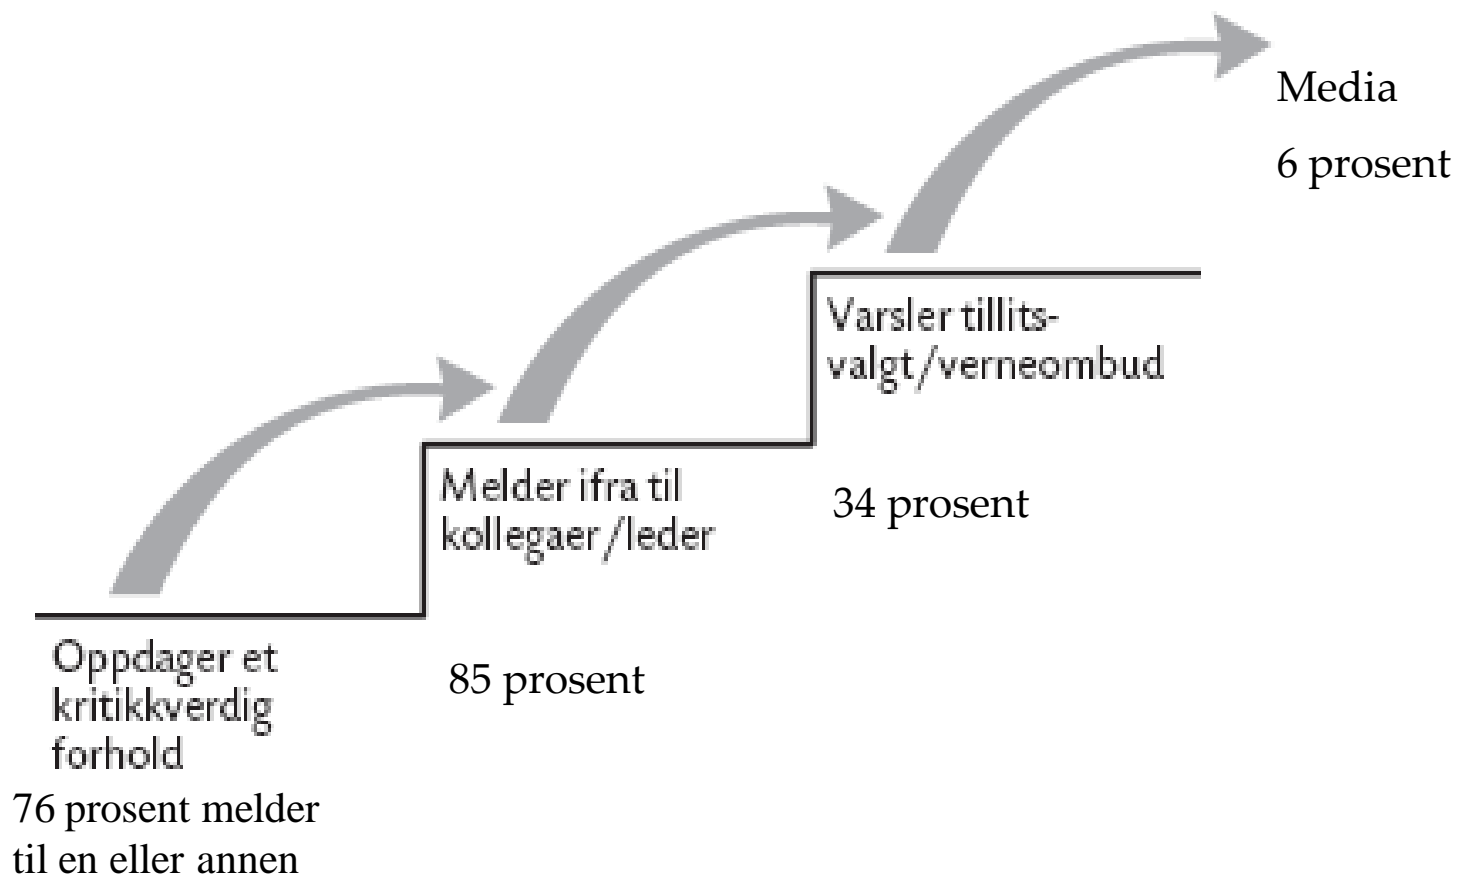 Media
6 prosent
Varsler tillits-
valgt/verneombud
34 prosent
Melder ifra til
kollegaer/leder
85 prosent
Oppdager et
kritikkverdig
forhold
76 prosent melder
til en eller annen